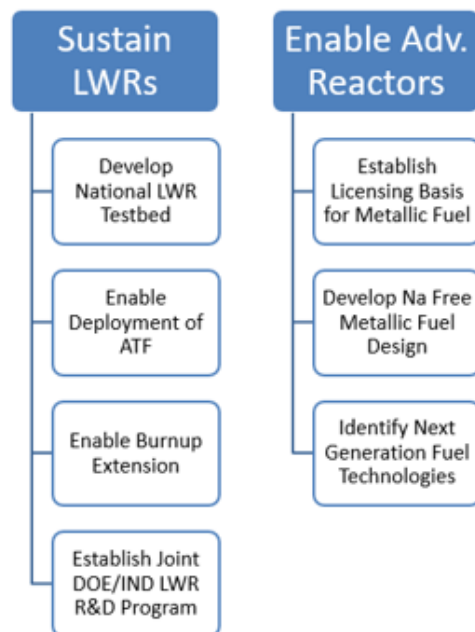 Sustain
LWRs
Develop
National LWR
Testbed
Enable
Deployment of
ATF
Enable Burnup
Extension
Establish Joint
DOE/IND LWR
R&D Program
Enable Adv.
Reactors
Establish
Licensing Basis
for Metallic Fuel
Develop Na Free
Metallic Fuel
Design
Identify Next
Generation Fuel
Technologies